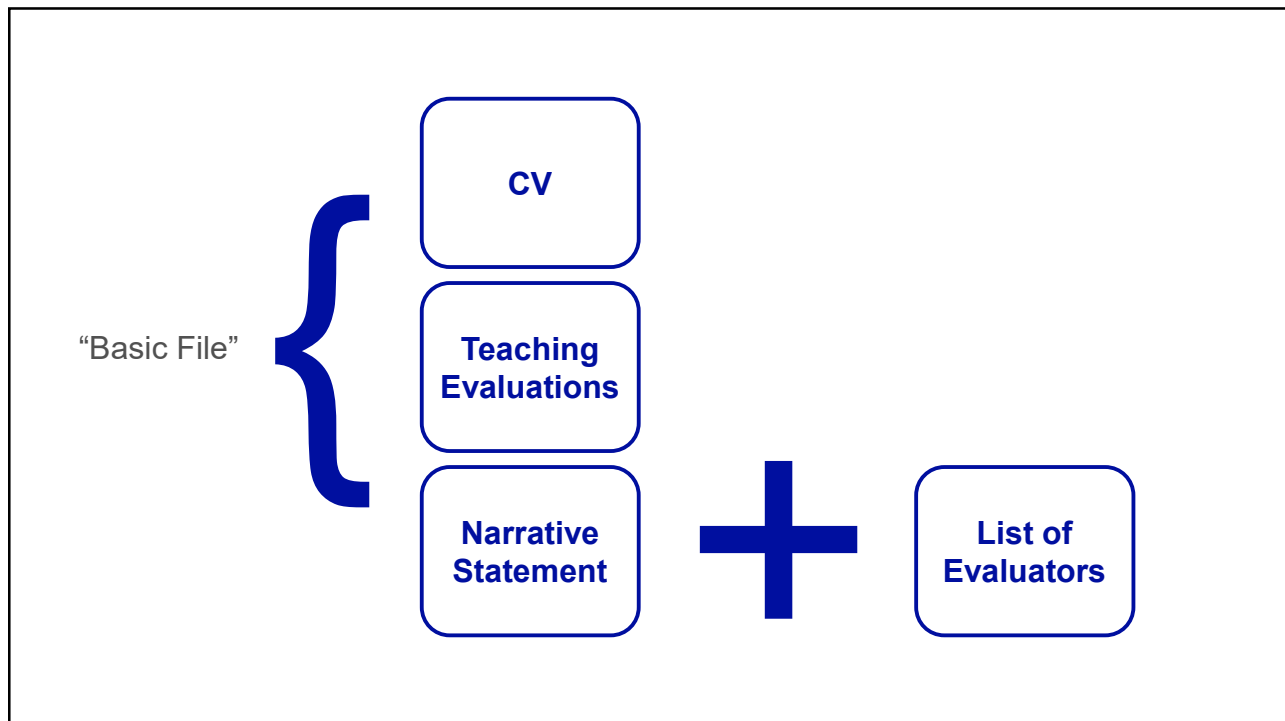 CV
“Basic File”
Teaching
Evaluations
Narrative
Statement
List of
Evaluators